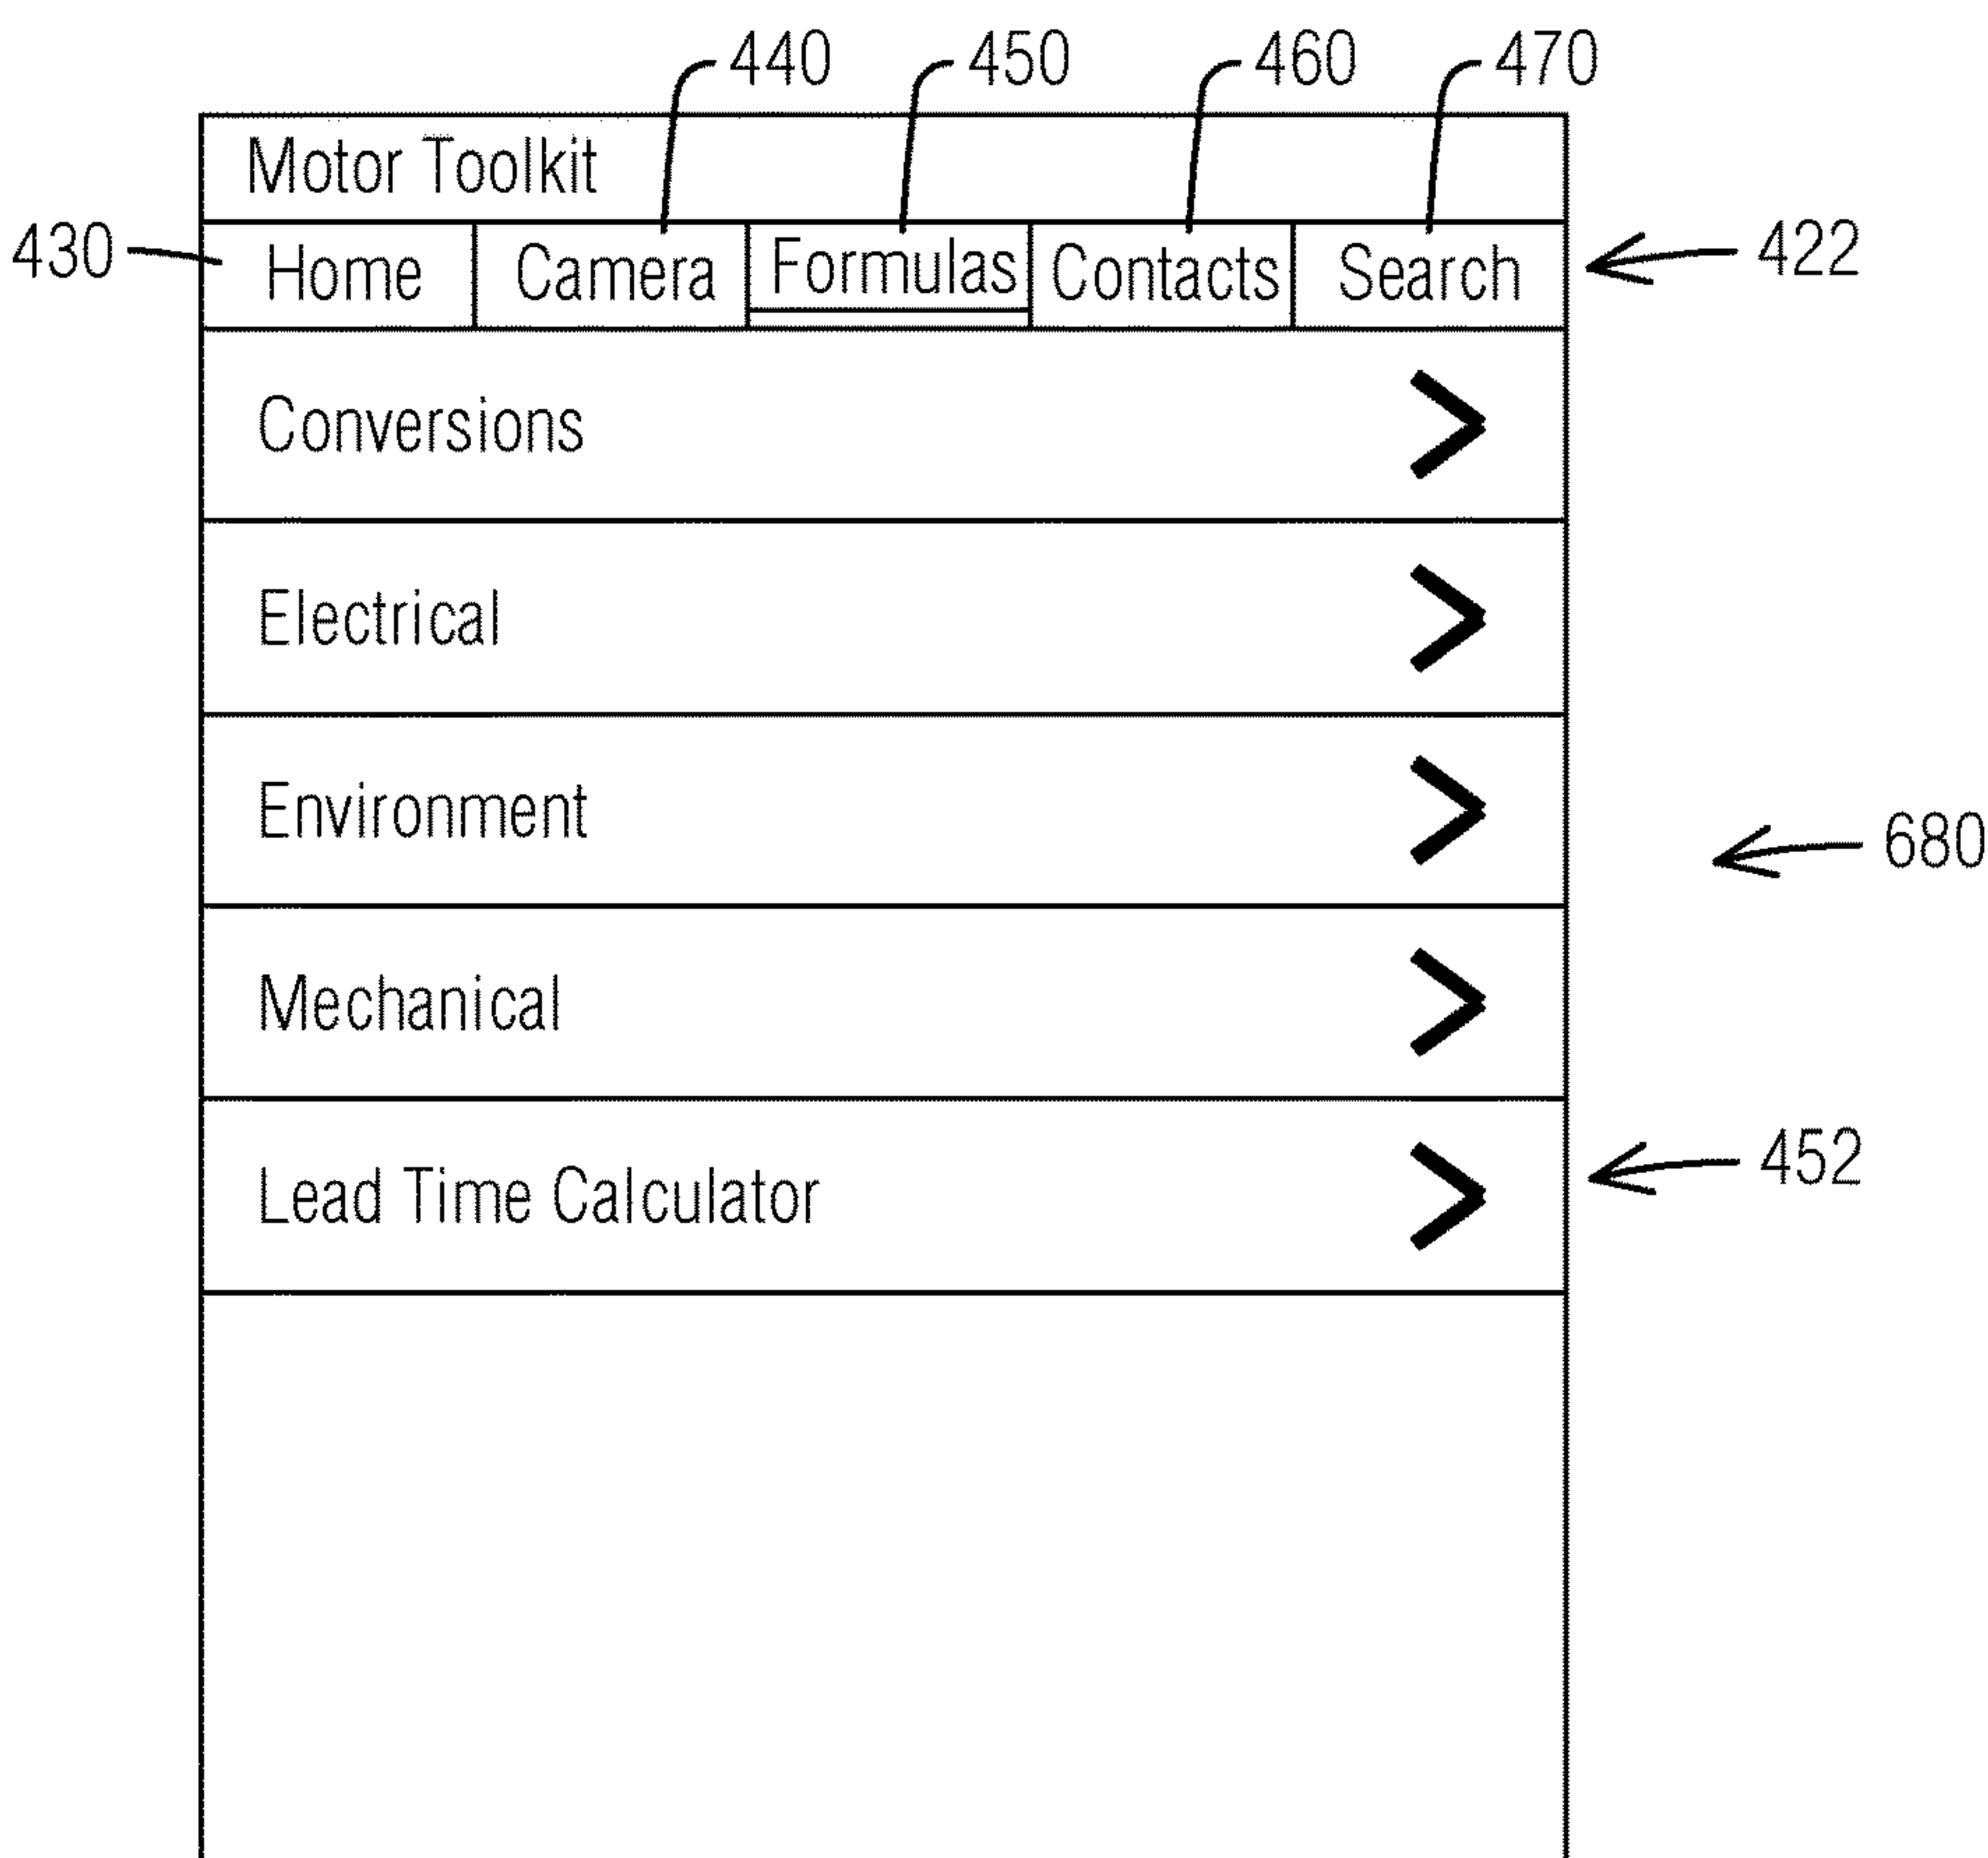 440 450 460 470
Motor Toolkit
430 Home Camera Formulas Contacts Search 422
Conversions
Electrical
Environment
680
Mechanical
Lead Time Calculator 452